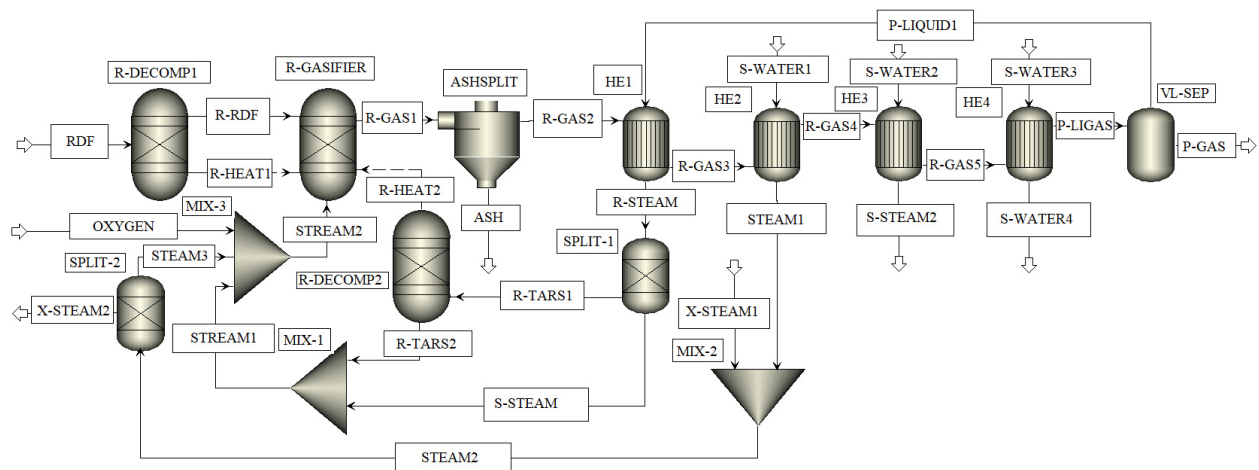 P-LIQUID1
R-DECOMP1
R-GASIFIER
ASHSPLIT
HE1
S-WATER1
S-WATER2
S-WATER3
HE2
HE3
HE4
VL-SEP
R-RDF
R-GAS1
R-GAS2
R-GAS4
P-LIGAS
RDF
P-GAS
R-HEAT1
R-GAS3
R-GAS5
R-HEAT2
R-STEAM
MIX-3
OXYGEN
STREAM2
ASH
STEAM1
S-STEAM2
S-WATER4
SPLIT-1
SPLIT-2
STEAM3
R-DECOMP2
R-TARS1
X-STEAM2
X-STEAM1
STREAM1
MIX-1
R-TARS2
MIX-2
S-STEAM
STEAM2